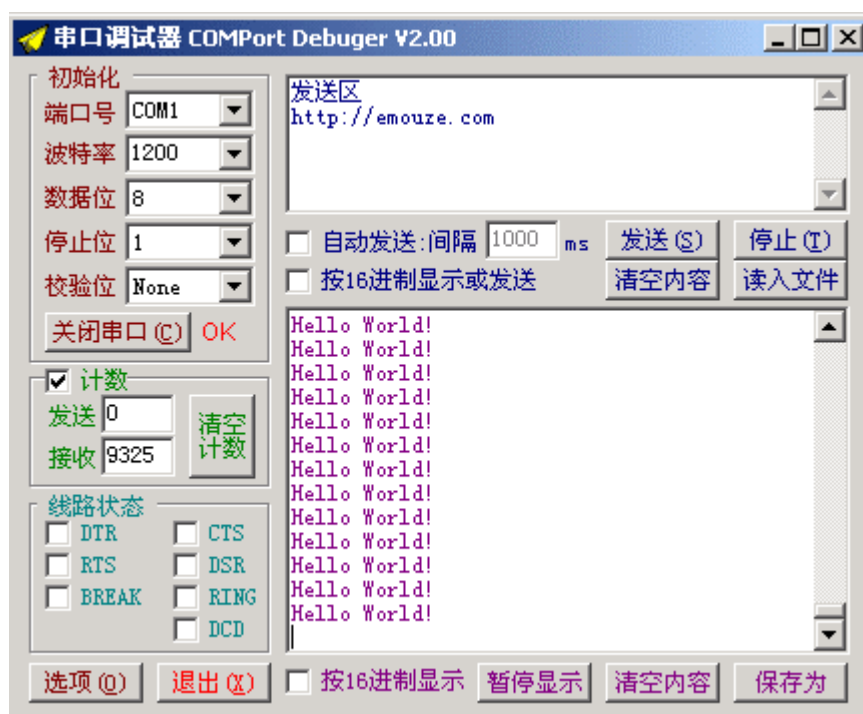 串口调试器 COMPort Debuger V2.00
初始化
端口号 COM1
波特率 1200
数据位 8
停止位 1
校验位 None
关闭串口(C) OK
计数
发送 0
接收 9325
清空
计数
线路状态
DTR CTS
RTS DSR
BREAK RING
DCD
选项(O) 退出(X)
发送区
http://emouze.com
自动发送:间隔 1000 ms 发送(S) 停止(T)
按16进制显示或发送 清空内容 读入文件
Hello World!
Hello World!
Hello World!
Hello World!
Hello World!
Hello World!
Hello World!
Hello World!
Hello World!
Hello World!
Hello World!
Hello World!
Hello World!
按16进制显示 暂停显示 清空内容 保存为